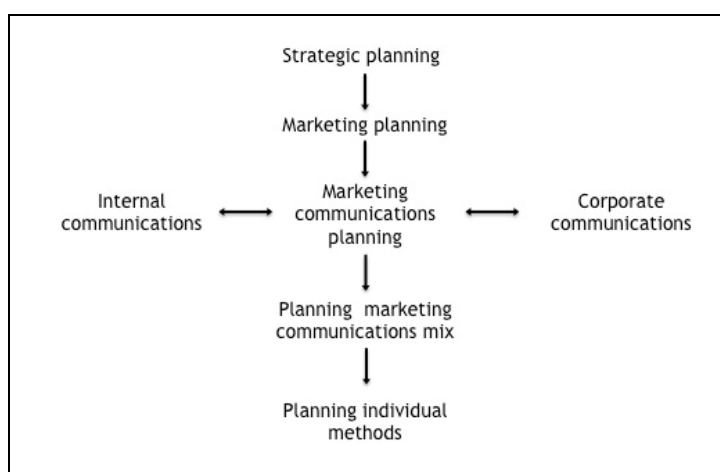 Strategic planning
Marketing planning
Internal
communications
Marketing
communications
planning
Corporate
communications
Planning marketing
communications mix
Planning individual
methods